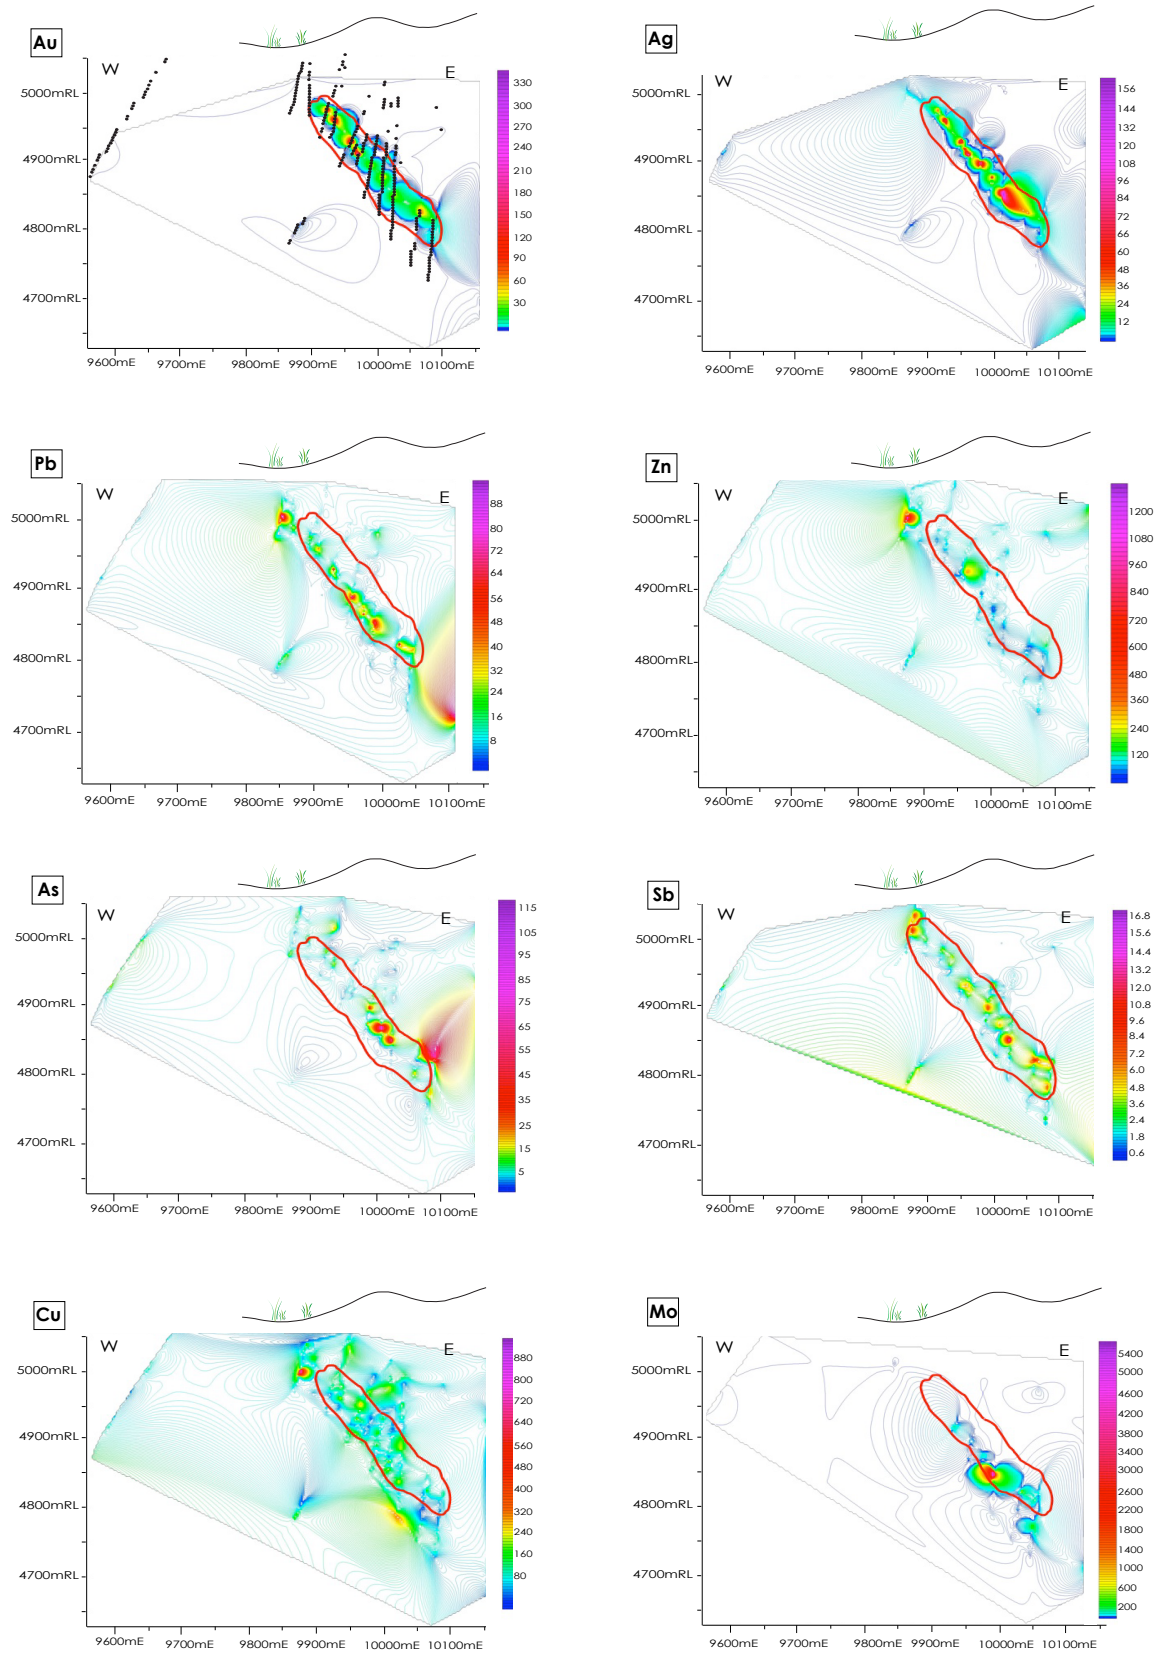 Au
W
E
5000mRL
4900mRL
4800mRL
4700mRL
9600mE 9700mE 9800mE 9900mE 10000mE 10100mE
330
300
270
240
210
180
150
120
90
60
30
Ag
W
E
5000mRL
4900mRL
4800mRL
4700mRL
9600mE 9700mE 9800mE 9900mE 10000mE 10100mE
156
144
132
120
108
96
84
72
66
60
48
36
24
12
Pb
W
E
5000mRL
4900mRL
4800mRL
4700mRL
9600mE 9700mE 9800mE 9900mE 10000mE 10100mE
88
80
72
64
56
48
40
32
24
16
8
Zn
W
E
5000mRL
4900mRL
4800mRL
4700mRL
9600mE 9700mE 9800mE 9900mE 10000mE 10100mE
1200
1080
960
840
720
600
480
360
240
120
As
W
E
5000mRL
4900mRL
4800mRL
4700mRL
9600mE 9700mE 9800mE 9900mE 10000mE 10100mE
115
105
95
85
75
65
55
45
35
25
15
5
Sb
W
E
5000mRL
4900mRL
4800mRL
4700mRL
9600mE 9700mE 9800mE 9900mE 10000mE 10100mE
16.8
15.6
14.4
13.2
12.0
10.8
9.6
8.4
7.2
6.0
4.8
3.6
2.4
1.8
0.6
Cu
W
E
5000mRL
4900mRL
4800mRL
4700mRL
9600mE 9700mE 9800mE 9900mE 10000mE 10100mE
880
800
720
640
560
480
400
320
240
160
80
Mo
W
E
5000mRL
4900mRL
4800mRL
4700mRL
9600mE 9700mE 9800mE 9900mE 10000mE 10100mE
5400
5000
4600
4200
3800
3400
3000
2600
2200
1800
1400
1000
600
200